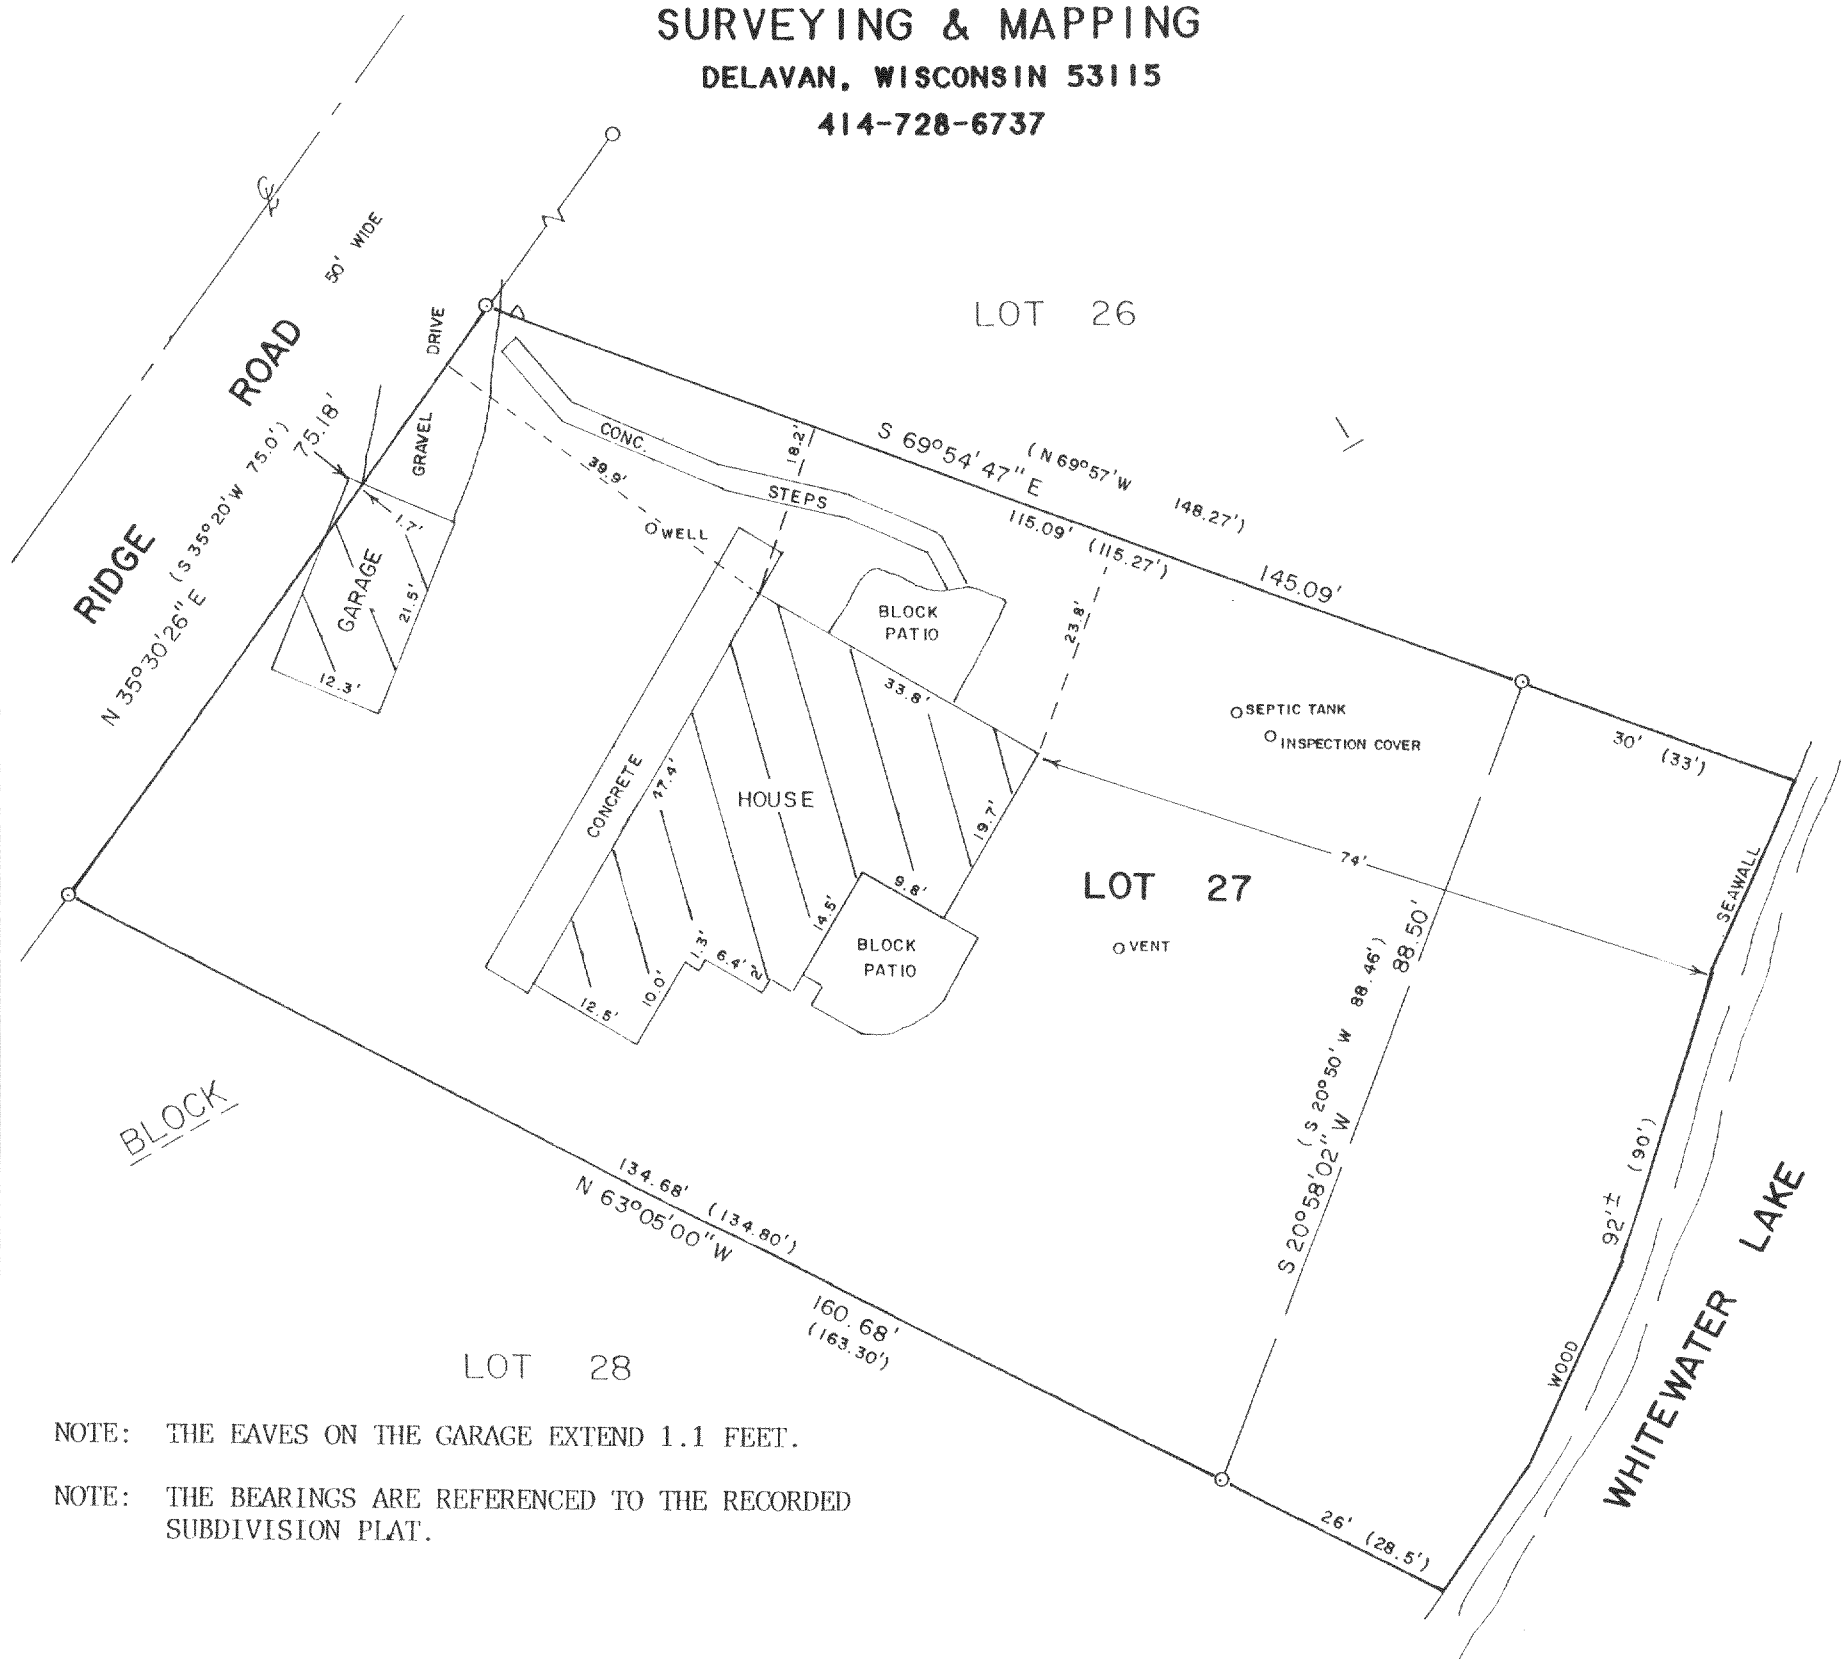 SURVEYING & MAPPING
DELAVAN, WISCONSIN 53115
414-728-6737
50' WIDE
RIDGE ROAD
DRIVE
GRAVEL
LOT 26
75.18'
(S 35°20'W 75.0')
N 35°30'26" E
1.7'
GARAGE
21.5'
12.3'
CONC.
STEPS
39.9'
18.2'
WELL
S 69°54'47" E
(N 69°57'W 148.27')
115.09' (115.27')
145.09'
BLOCK
PATIO
23.8'
33.8'
SEPTIC TANK
INSPECTION COVER
30' (33')
CONCRETE
47.4'
HOUSE
19.7'
74'
LOT 27
SEAWALL
9.8'
14.5'
BLOCK
PATIO
VENT
1.3'
6.4'
2'
10.0'
12.5'
(S 20°50' W 88.46')
S 20°58'02" W 88.50'
BLOCK
134.68' (134.80')
N 63°05'00" W
160.68'
(163.30')
92'± (90')
WOOD
WHITEWATER LAKE
LOT 28
26' (28.5')
NOTE: THE EAVES ON THE GARAGE EXTEND 1.1 FEET.
NOTE: THE BEARINGS ARE REFERENCED TO THE RECORDED
SUBDIVISION PLAT.